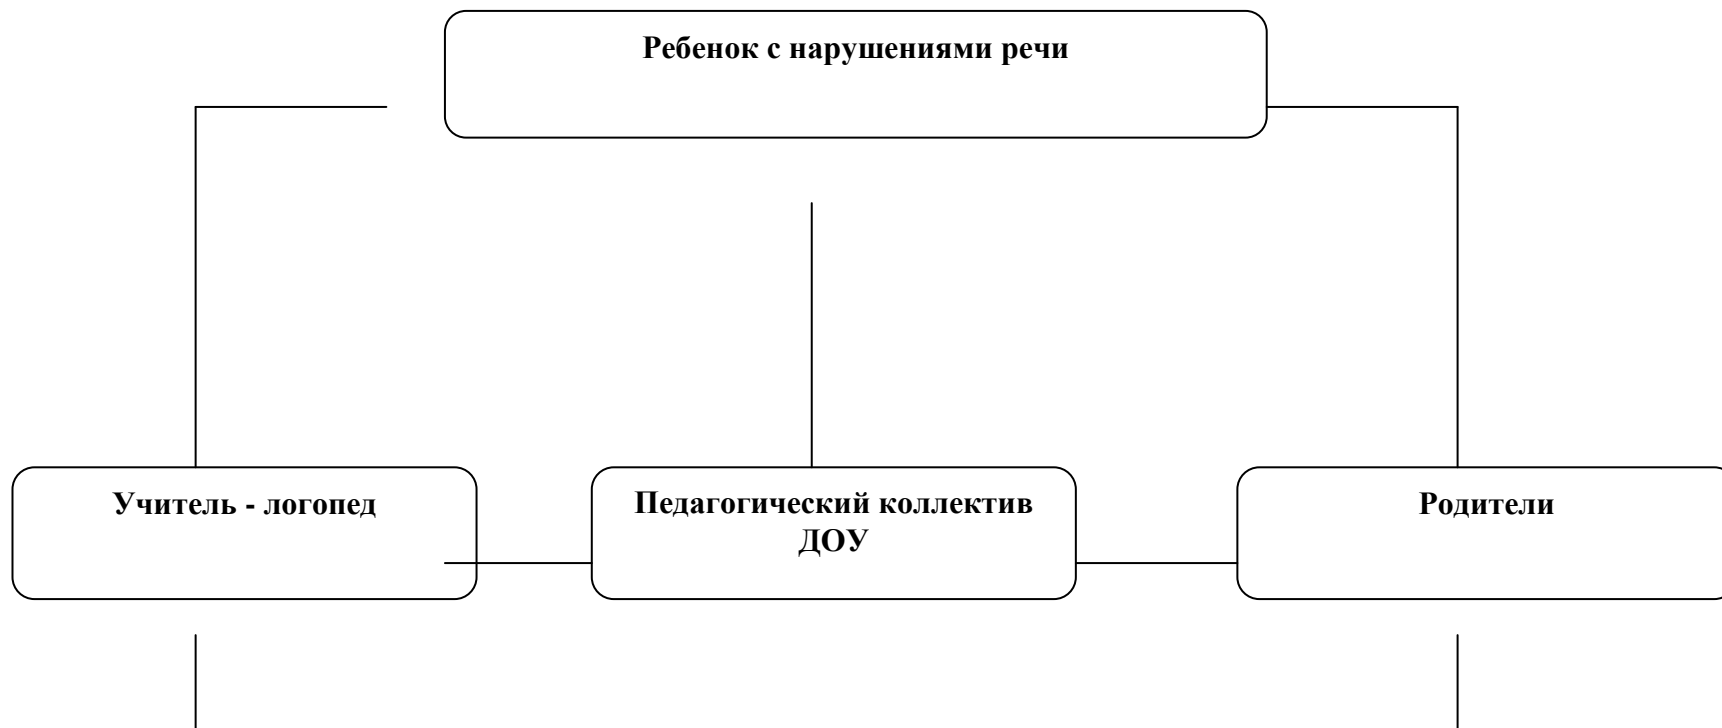 Ребенок с нарушениями речи
Учитель - логопед
Педагогический коллектив
ДОУ
Родители